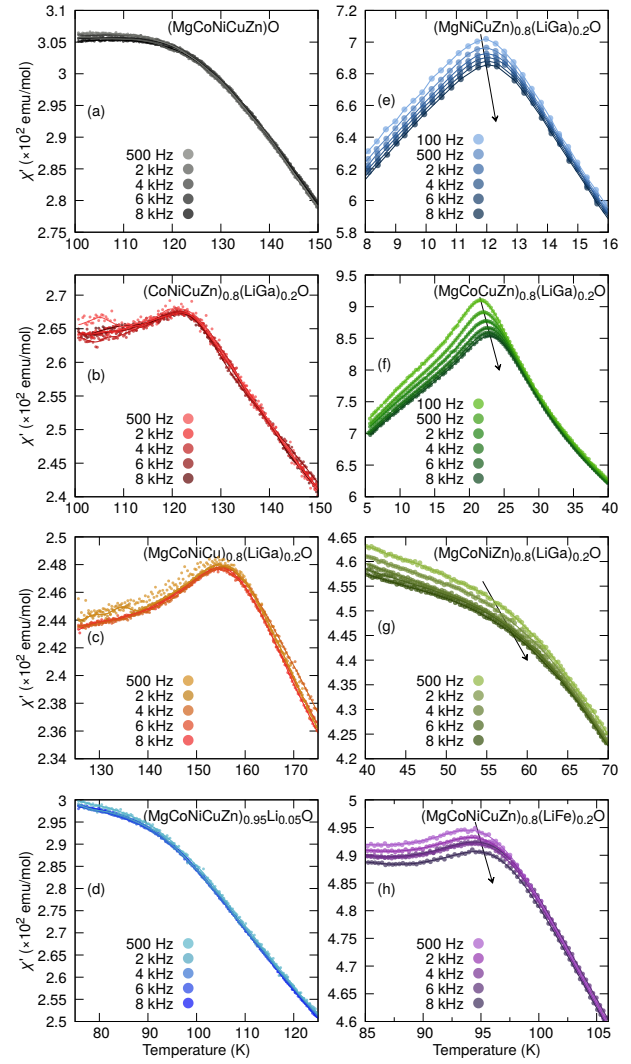 (MgCoNiCuZn)O
(a)
500 Hz
2 kHz
4 kHz
6 kHz
8 kHz
3.1
3.05
3
2.95
2.9
2.85
2.8
2.75
χ′ (×10⁻² emu/mol)
100 110 120 130 140 150
(MgNiCuZn)0.8(LiGa)0.2O
(e)
100 Hz
500 Hz
2 kHz
4 kHz
6 kHz
8 kHz
7.2
7
6.8
6.6
6.4
6.2
6
5.8
8 9 10 11 12 13 14 15 16
(CoNiCuZn)0.8(LiGa)0.2O
(b)
500 Hz
2 kHz
4 kHz
6 kHz
8 kHz
2.7
2.65
2.6
2.55
2.5
2.45
2.4
χ′ (×10² emu/mol)
100 110 120 130 140 150
(MgCoCuZn)0.8(LiGa)0.2O
(f)
100 Hz
500 Hz
2 kHz
4 kHz
6 kHz
8 kHz
9.5
9
8.5
8
7.5
7
6.5
6
5 10 15 20 25 30 35 40
(MgCoNiCu)0.8(LiGa)0.2O
(c)
500 Hz
2 kHz
4 kHz
6 kHz
8 kHz
2.5
2.48
2.46
2.44
2.42
2.4
2.38
2.36
2.34
χ′ (×10² emu/mol)
130 140 150 160 170
(MgCoNiZn)0.8(LiGa)0.2O
(g)
500 Hz
2 kHz
4 kHz
6 kHz
8 kHz
4.65
4.6
4.55
4.5
4.45
4.4
4.35
4.3
4.25
4.2
40 45 50 55 60 65 70
(MgCoNiCuZn)0.95Li0.05O
(d)
500 Hz
2 kHz
4 kHz
6 kHz
8 kHz
3
2.95
2.9
2.85
2.8
2.75
2.7
2.65
2.6
2.55
2.5
χ′ (×10² emu/mol)
80 90 100 110 120
Temperature (K)
(MgCoNiCuZn)0.8(LiFe)0.2O
(h)
500 Hz
2 kHz
4 kHz
6 kHz
8 kHz
4.95
4.9
4.85
4.8
4.75
4.7
4.65
4.6
85 90 95 100 105
Temperature (K)